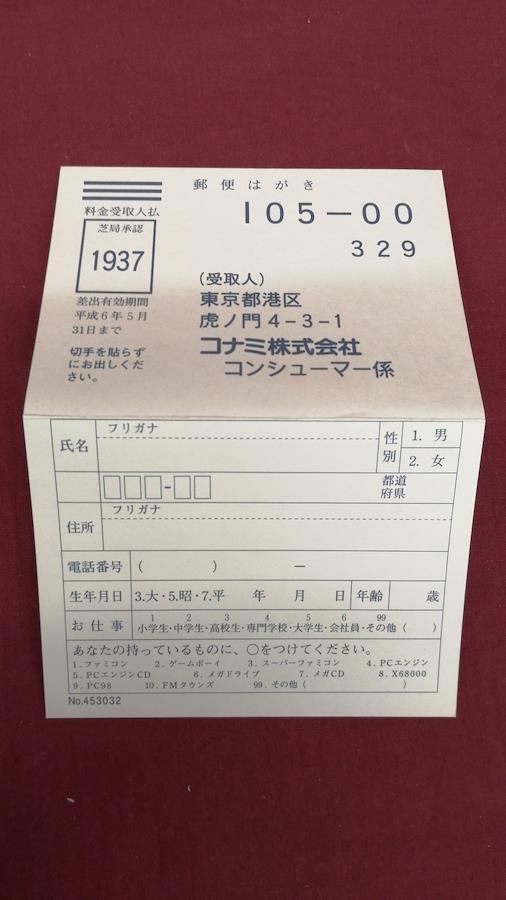 郵便はがき
105-00
329
料金受取人払
芝局承認
1937
差出有効期間
平成6年5月
31日まで
切手を貼らず
にお出しくだ
さい。
(受取人)
東京都港区
虎ノ門4-3-1
コナミ株式会社
コンシューマー係
氏名
フリガナ
性別
1. 男
2. 女
都道
府県
住所
フリガナ
電話番号 ( ) ー
生年月日 3.大・5.昭・7.平 年 月 日 年齢 歳
1 2 3 4 5 6 99
お仕事 小学生・中学生・高校生・専門学校・大学生・会社員・その他( )
あなたの持っているものに、○をつけてください。
1.ファミコン 2.ゲームボーイ 3.スーパーファミコン 4.PCエンジン
5.PCエンジンCD 6.メガドライブ 7.メガCD 8.X68000
9.PC98 10.FMタウンズ 99.その他( )
No.453032